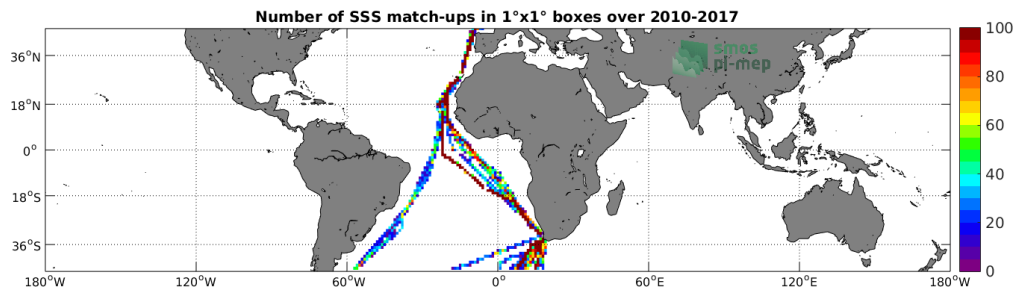 Number of SSS match-ups in 1°x1° boxes over 2010-2017
smos
pi-mep
36°N
18°N
0°
18°S
36°S
180°W
120°W
60°W
0°
60°E
120°E
180°W
100
80
60
40
20
0